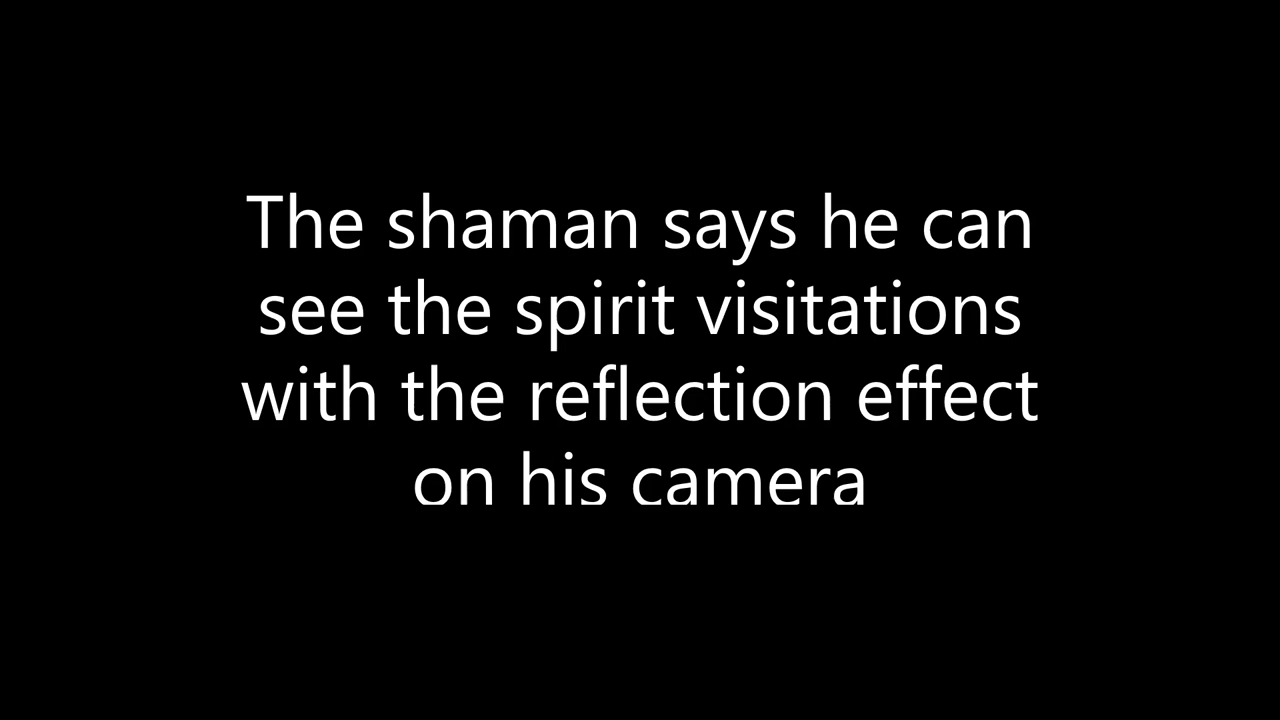 The shaman says he can
see the spirit visitations
with the reflection effect
on his camera